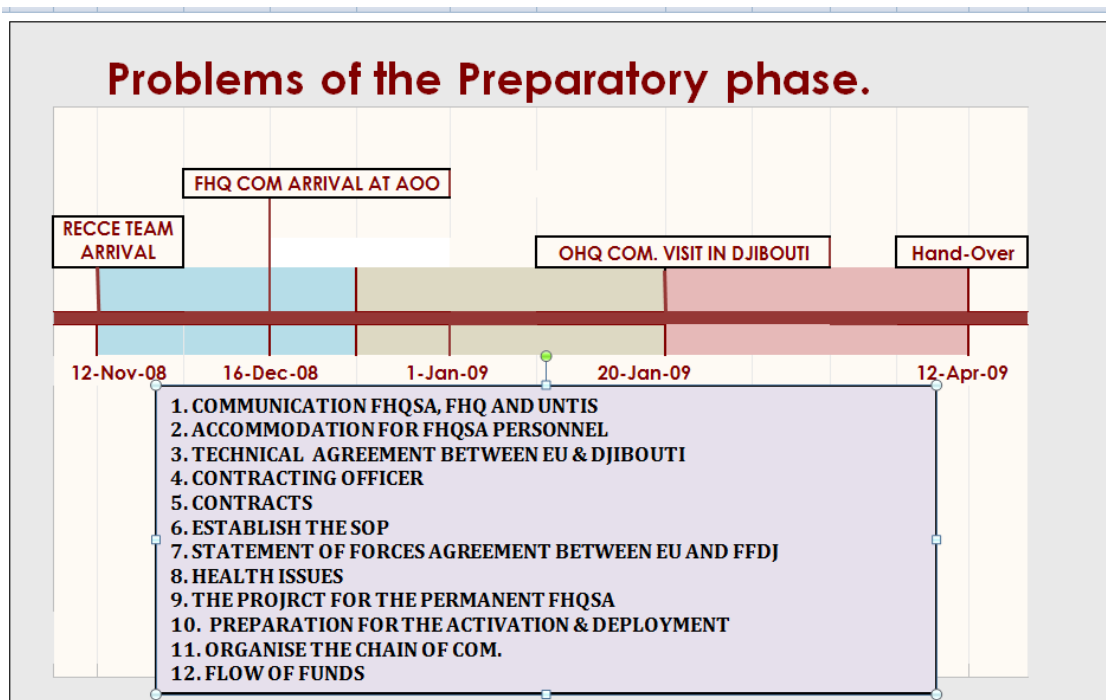 Problems of the Preparatory phase.
FHQ COM ARRIVAL AT AOO
RECCE TEAM
ARRIVAL
OHQ COM. VISIT IN DJIBOUTI
Hand-Over
12-Nov-08
16-Dec-08
1-Jan-09
20-Jan-09
12-Apr-09
1. COMMUNICATION FHQSA, FHQ AND UNTIS
2. ACCOMMODATION FOR FHQSA PERSONNEL
3. TECHNICAL AGREEMENT BETWEEN EU & DJIBOUTI
4. CONTRACTING OFFICER
5. CONTRACTS
6. ESTABLISH THE SOP
7. STATEMENT OF FORCES AGREEMENT BETWEEN EU AND FFDJ
8. HEALTH ISSUES
9. THE PROJRCT FOR THE PERMANENT FHQSA
10. PREPARATION FOR THE ACTIVATION & DEPLOYMENT
11. ORGANISE THE CHAIN OF COM.
12. FLOW OF FUNDS